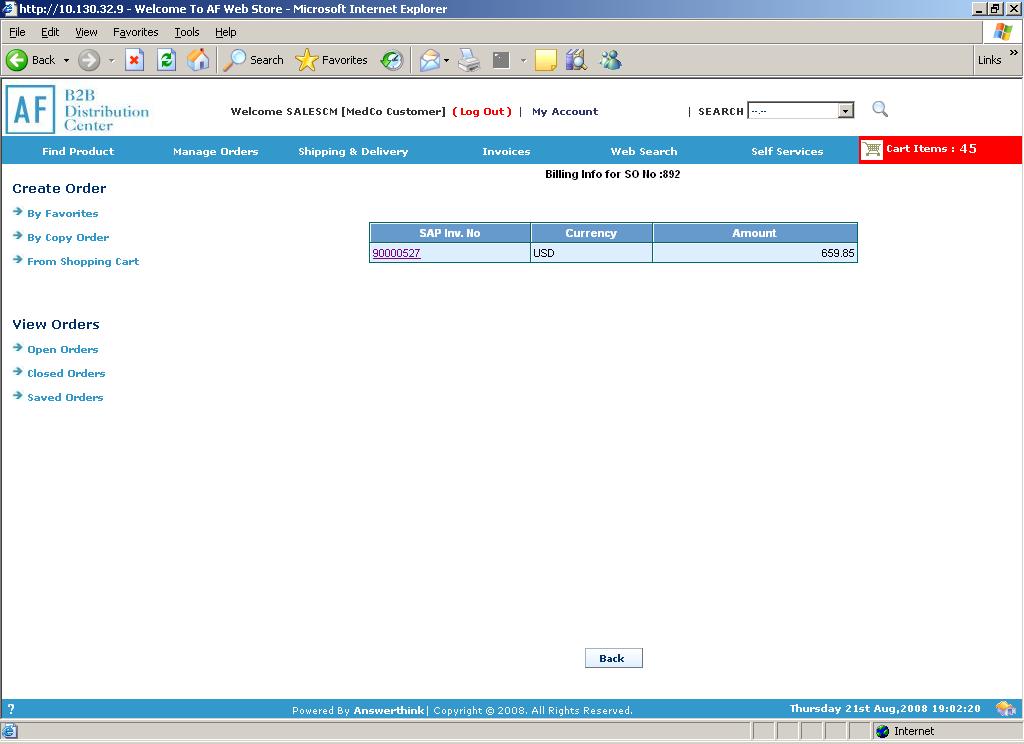 http://10.130.32.9 - Welcome To AF Web Store - Microsoft Internet Explorer
File Edit View Favorites Tools Help
Back Search Favorites Links »
AF B2B Distribution Center
Welcome SALESCM [MedCo Customer] ( Log Out ) | My Account | SEARCH --.--
Find Product Manage Orders Shipping & Delivery Invoices Web Search Self Services Cart Items : 45
Billing Info for SO No :892
Create Order
By Favorites
By Copy Order
From Shopping Cart
View Orders
Open Orders
Closed Orders
Saved Orders
SAP Inv. No Currency Amount
90000527 USD 659.85
Back
? Powered By Answerthink| Copyright © 2008. All Rights Reserved. Thursday 21st Aug,2008 19:02:20
Internet